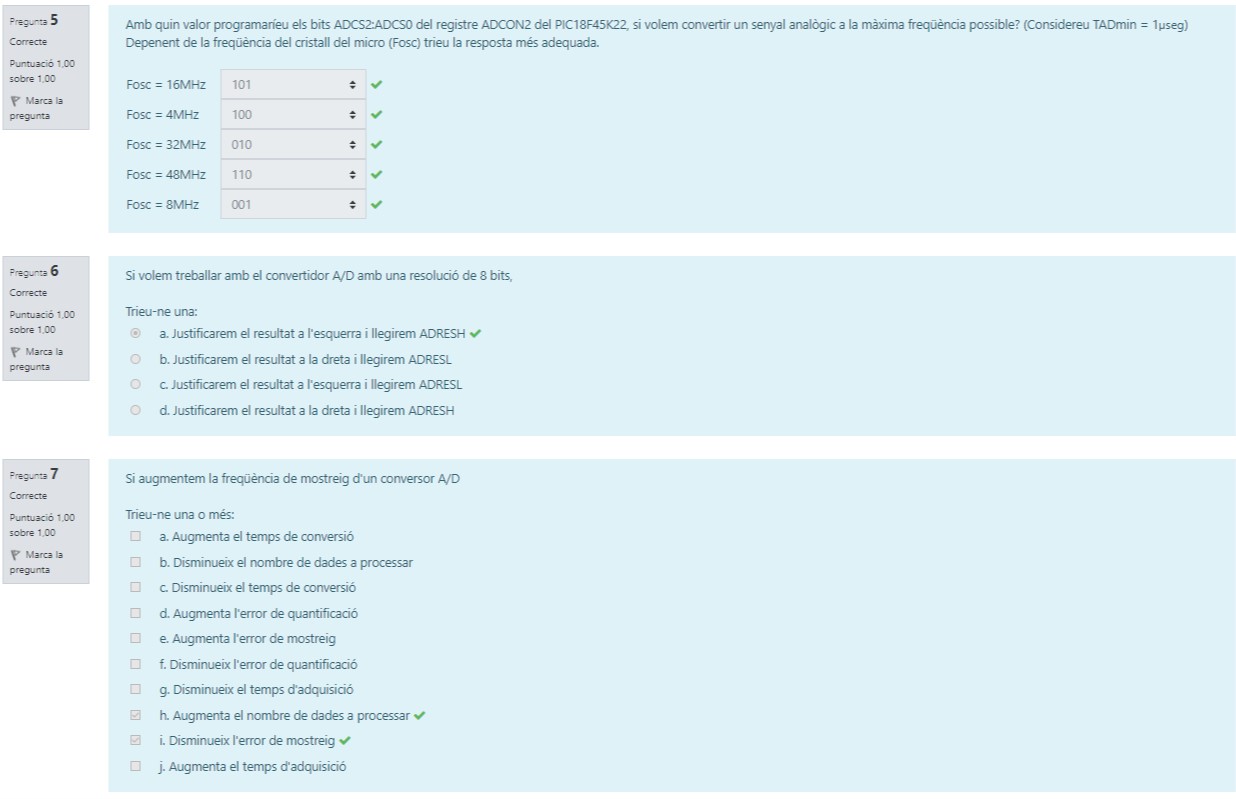 Pregunta 5
Correcte
Puntuació 1,00
sobre 1,00
Marca la
pregunta
Amb quin valor programaríeu els bits ADCS2:ADCS0 del registre ADCON2 del PIC18F45K22, si volem convertir un senyal analògic a la màxima freqüència possible? (Considereu TADmin = 1μseg)
Depenent de la freqüència del cristall del micro (Fosc) trieu la resposta més adequada.
Fosc = 16MHz 101
Fosc = 4MHz 100
Fosc = 32MHz 010
Fosc = 48MHz 110
Fosc = 8MHz 001
Pregunta 6
Correcte
Puntuació 1,00
sobre 1,00
Marca la
pregunta
Si volem treballar amb el convertidor A/D amb una resolució de 8 bits,
Trieu-ne una:
a. Justificarem el resultat a l'esquerra i llegirem ADRESH
b. Justificarem el resultat a la dreta i llegirem ADRESL
c. Justificarem el resultat a l'esquerra i llegirem ADRESL
d. Justificarem el resultat a la dreta i llegirem ADRESH
Pregunta 7
Correcte
Puntuació 1,00
sobre 1,00
Marca la
pregunta
Si augmentem la freqüència de mostreig d'un conversor A/D
Trieu-ne una o més:
a. Augmenta el temps de conversió
b. Disminueix el nombre de dades a processar
c. Disminueix el temps de conversió
d. Augmenta l'error de quantificació
e. Augmenta l'error de mostreig
f. Disminueix l'error de quantificació
g. Disminueix el temps d'adquisició
h. Augmenta el nombre de dades a processar
i. Disminueix l'error de mostreig
j. Augmenta el temps d'adquisició